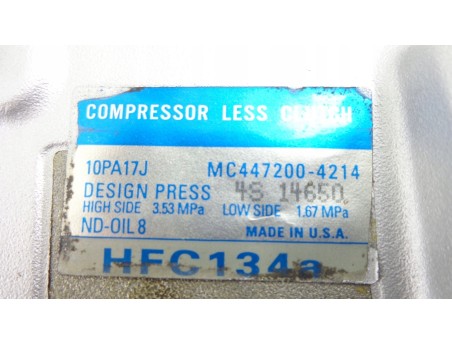 COMPRESSOR LESS CLUTCH
10PA17J MC447200-4214
DESIGN PRESS 4S 14650
HIGH SIDE 3.53 MPa LOW SIDE 1.67 MPa
ND-OIL 8 MADE IN U.S.A.
HFC134a